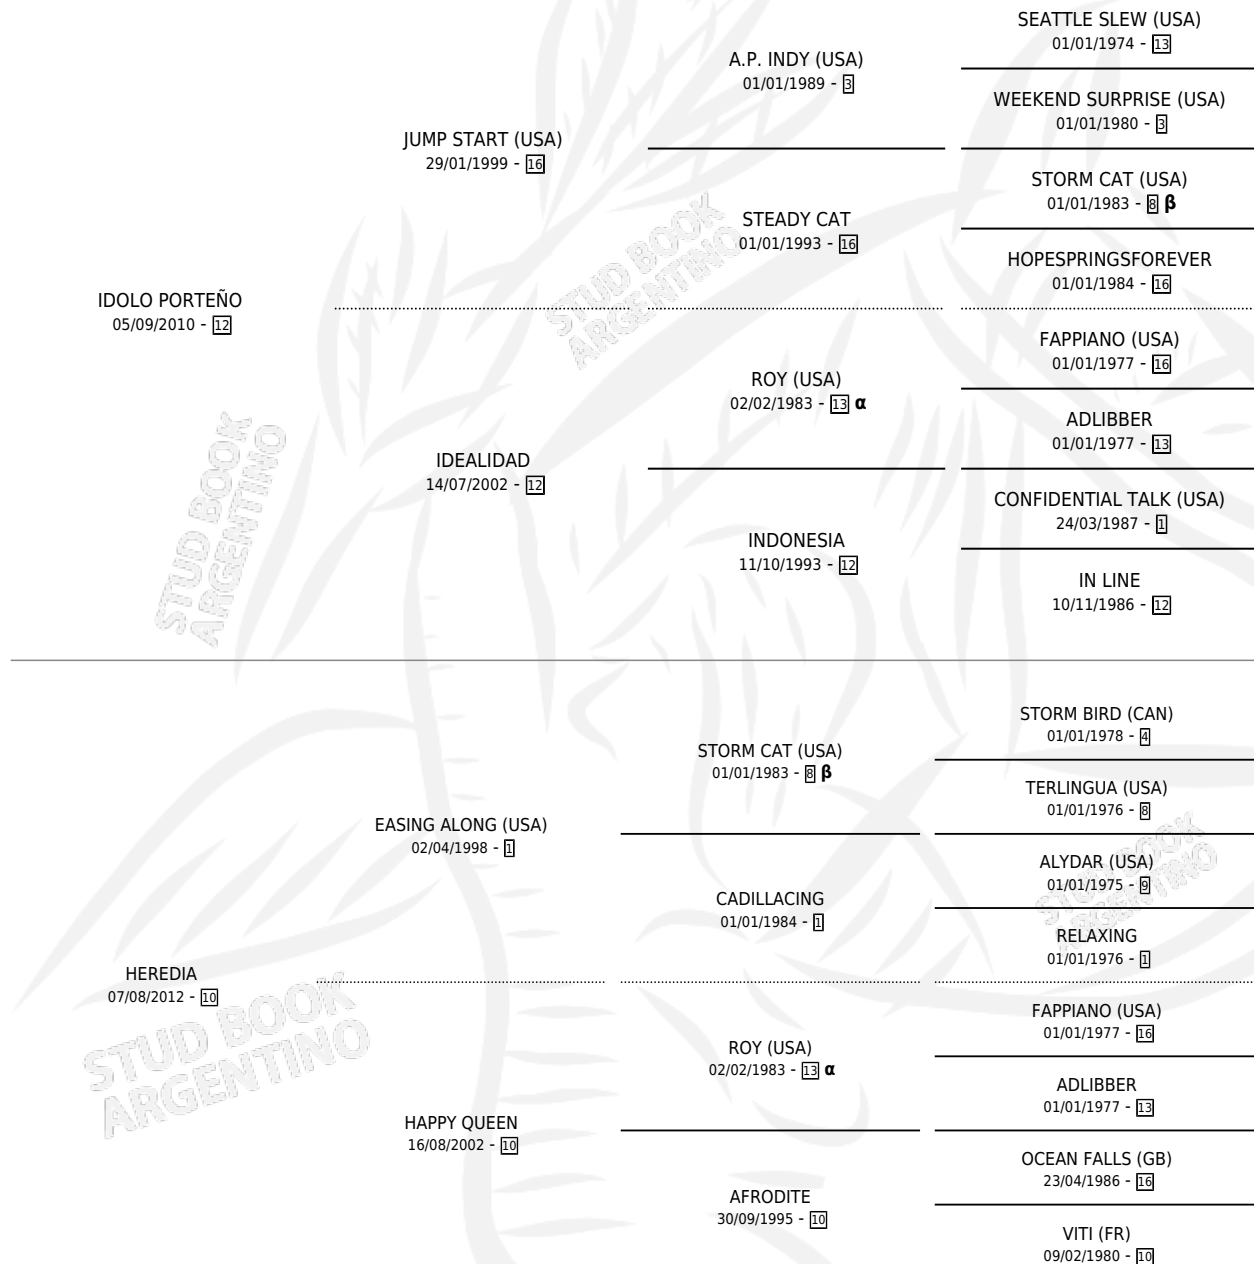 SEATTLE SLEW (USA)
01/01/1974 - 13
A.P. INDY (USA)
01/01/1989 - 3
WEEKEND SURPRISE (USA)
01/01/1980 - 3
JUMP START (USA)
29/01/1999 - 16
STORM CAT (USA)
01/01/1983 - 8 β
STEADY CAT
01/01/1993 - 16
HOPESPRINGSFOREVER
01/01/1984 - 16
IDOLO PORTEÑO
05/09/2010 - 12
FAPPIANO (USA)
01/01/1977 - 16
ROY (USA)
02/02/1983 - 13 α
ADLIBBER
01/01/1977 - 13
IDEALIDAD
14/07/2002 - 12
CONFIDENTIAL TALK (USA)
24/03/1987 - 1
INDONESIA
11/10/1993 - 12
IN LINE
10/11/1986 - 12
STORM BIRD (CAN)
01/01/1978 - 4
STORM CAT (USA)
01/01/1983 - 8 β
TERLINGUA (USA)
01/01/1976 - 8
EASING ALONG (USA)
02/04/1998 - 1
ALYDAR (USA)
01/01/1975 - 9
CADILLACING
01/01/1984 - 1
RELAXING
01/01/1976 - 1
HEREDIA
07/08/2012 - 10
FAPPIANO (USA)
01/01/1977 - 16
ROY (USA)
02/02/1983 - 13 α
ADLIBBER
01/01/1977 - 13
HAPPY QUEEN
16/08/2002 - 10
OCEAN FALLS (GB)
23/04/1986 - 16
AFRODITE
30/09/1995 - 10
VITI (FR)
09/02/1980 - 10
STUD BOOK
ARGENTINO
STUD BOOK
ARGENTINO
STUD BOOK
ARGENTINO
STUD BOOK
ARGENTINO